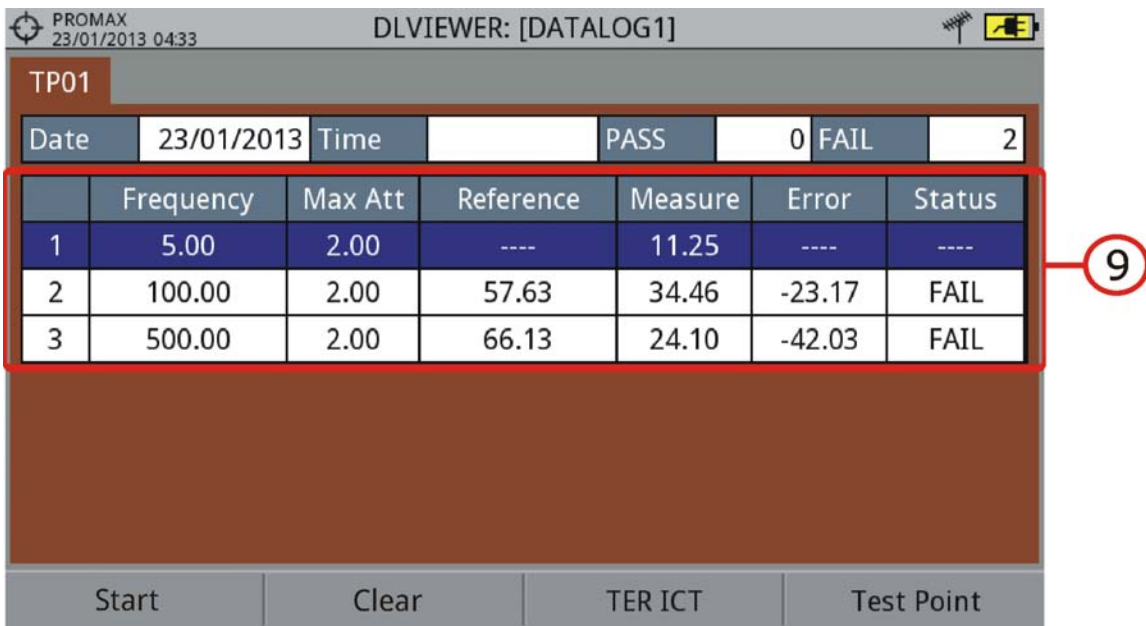 PROMAX
23/01/2013 04:33
DLVIEWER: [DATALOG1]
TP01
Date 23/01/2013 Time PASS 0 FAIL 2
Frequency Max Att Reference Measure Error Status
1 5.00 2.00 ---- 11.25 ---- ----
2 100.00 2.00 57.63 34.46 -23.17 FAIL
3 500.00 2.00 66.13 24.10 -42.03 FAIL
9
Start Clear TER ICT Test Point